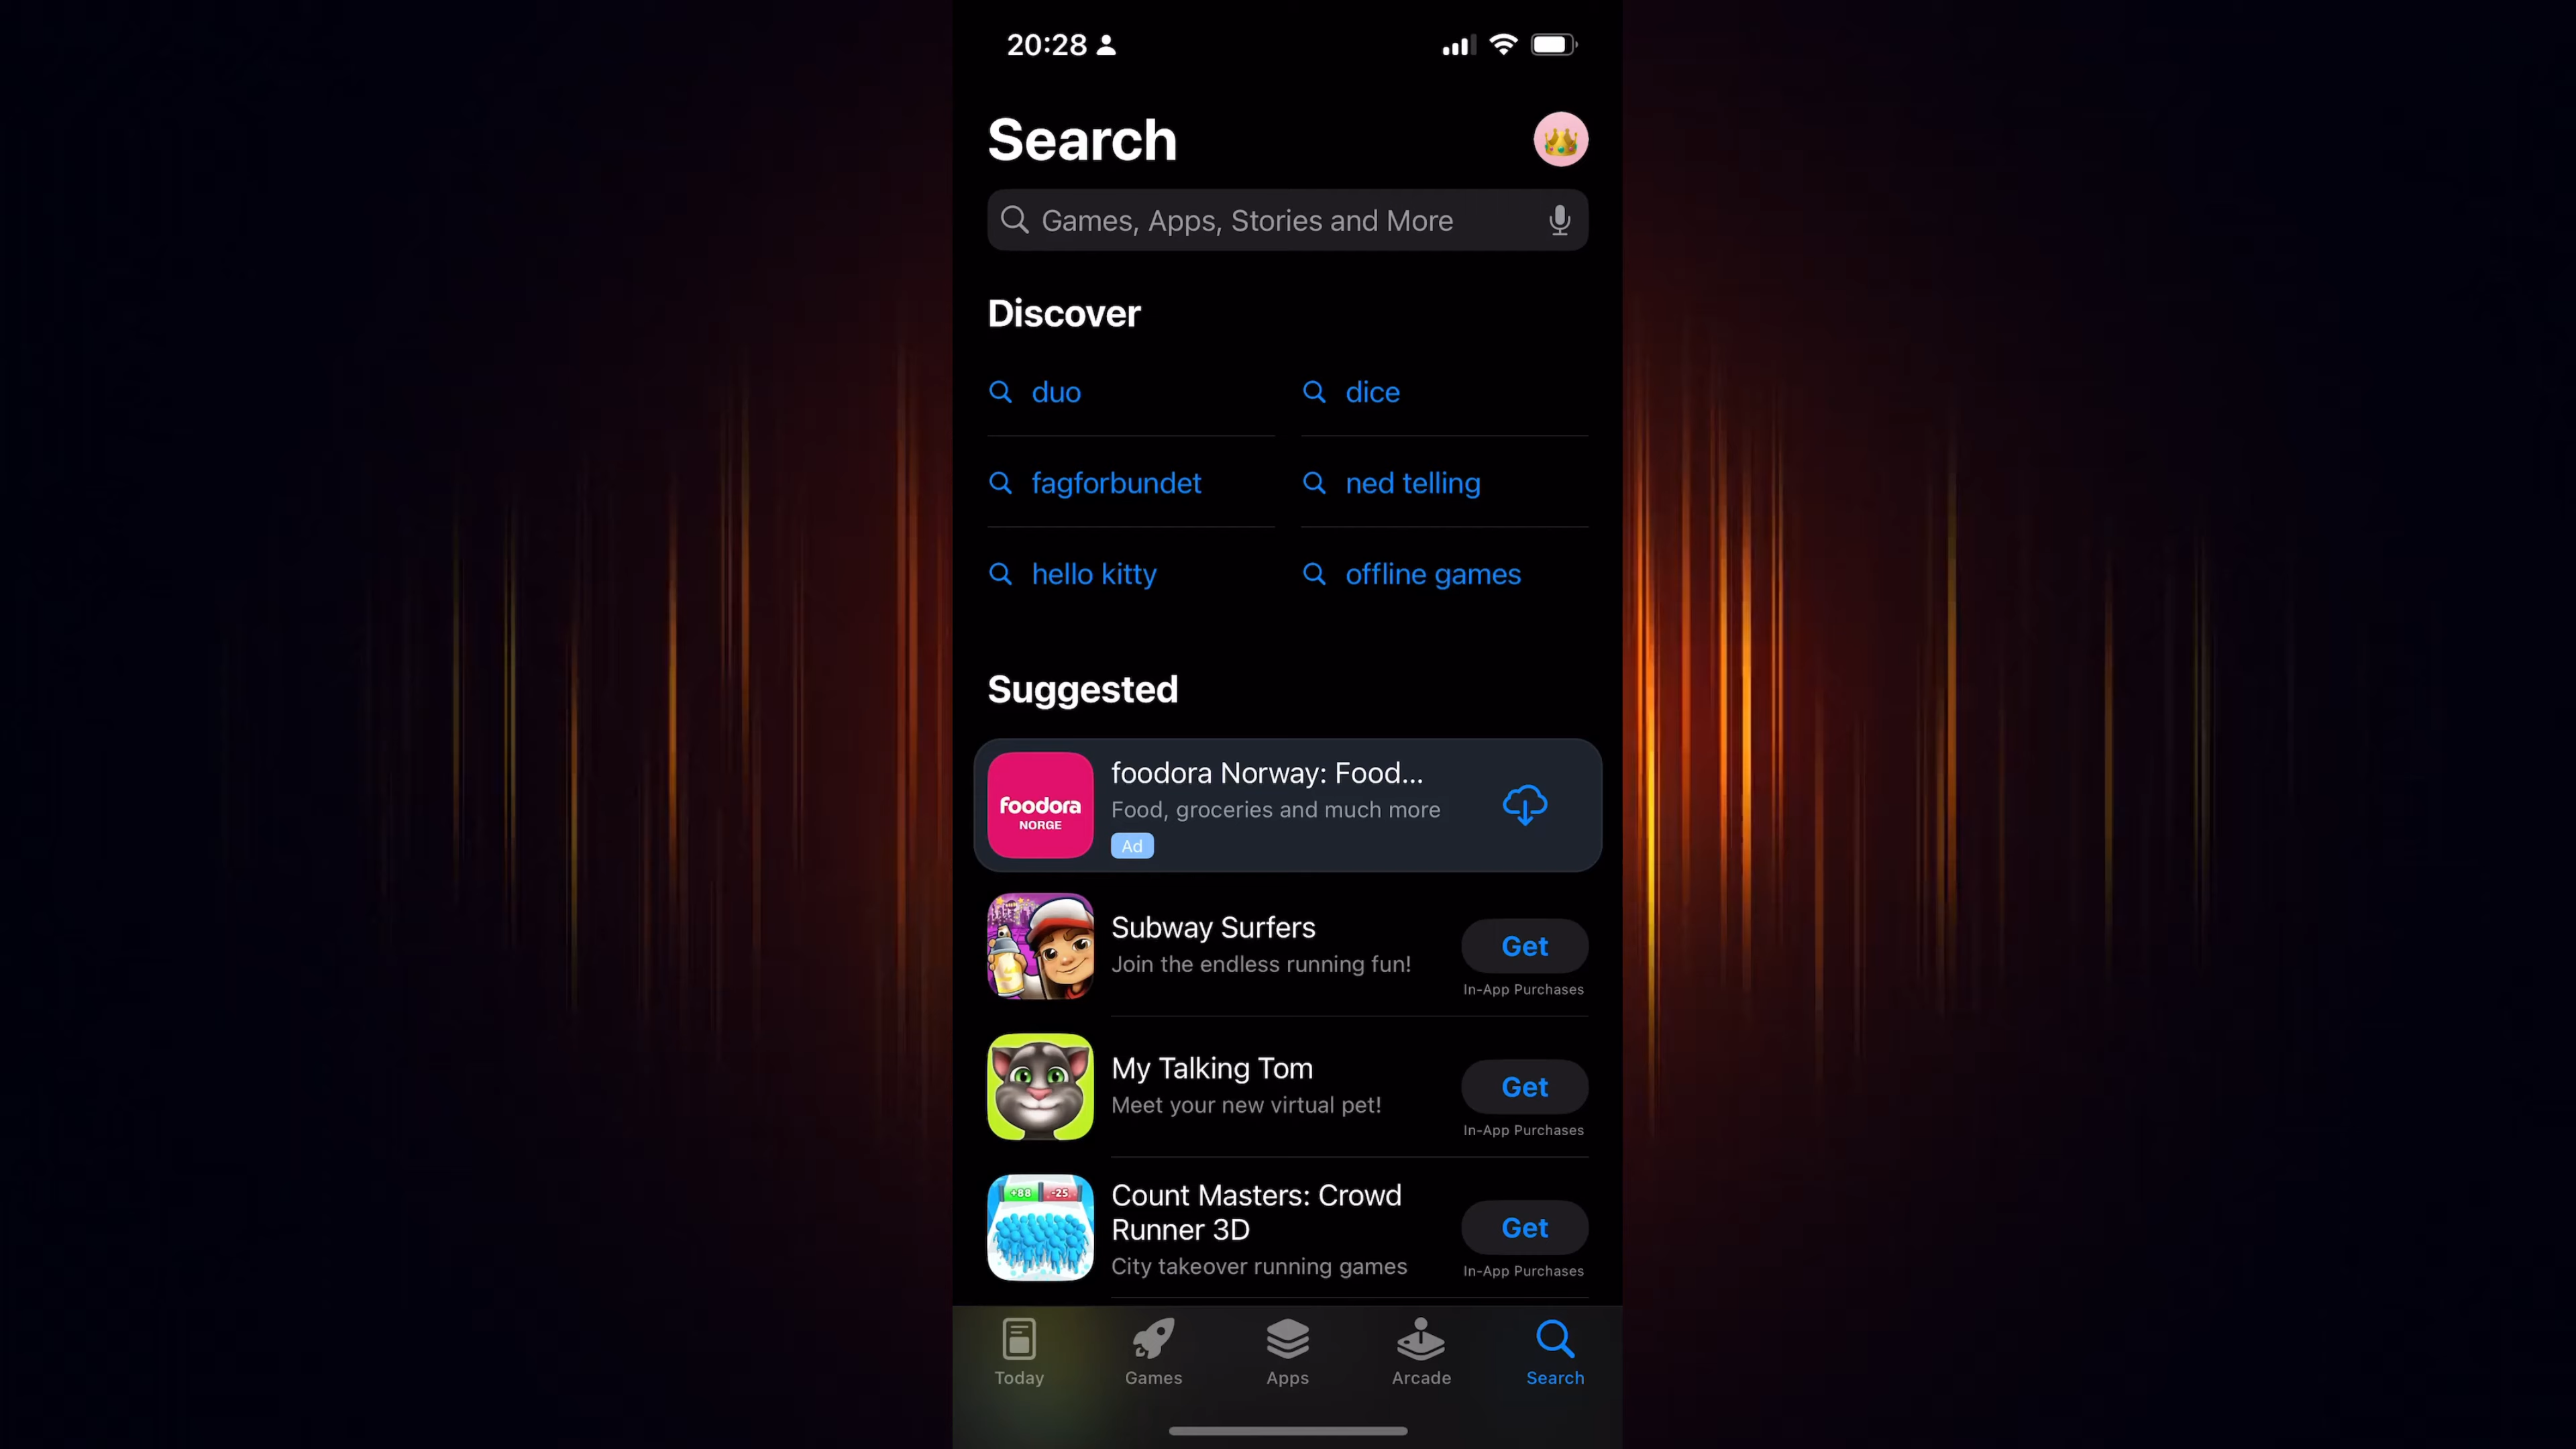 20:28
Search
Games, Apps, Stories and More
Discover
duo
dice
fagforbundet
ned telling
hello kitty
offline games
Suggested
foodora
NORGE
foodora Norway: Food...
Food, groceries and much more
Ad
Subway Surfers
Join the endless running fun!
Get
In-App Purchases
My Talking Tom
Meet your new virtual pet!
Get
In-App Purchases
+88 -25
Count Masters: Crowd
Runner 3D
City takeover running games
Get
In-App Purchases
Today
Games
Apps
Arcade
Search